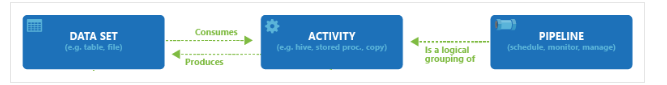 DATA SET
(e.g. table, file)
Consumes
Produces
ACTIVITY
(e.g. hive, stored proc., copy)
Is a logical
grouping of
PIPELINE
(schedule, monitor, manage)